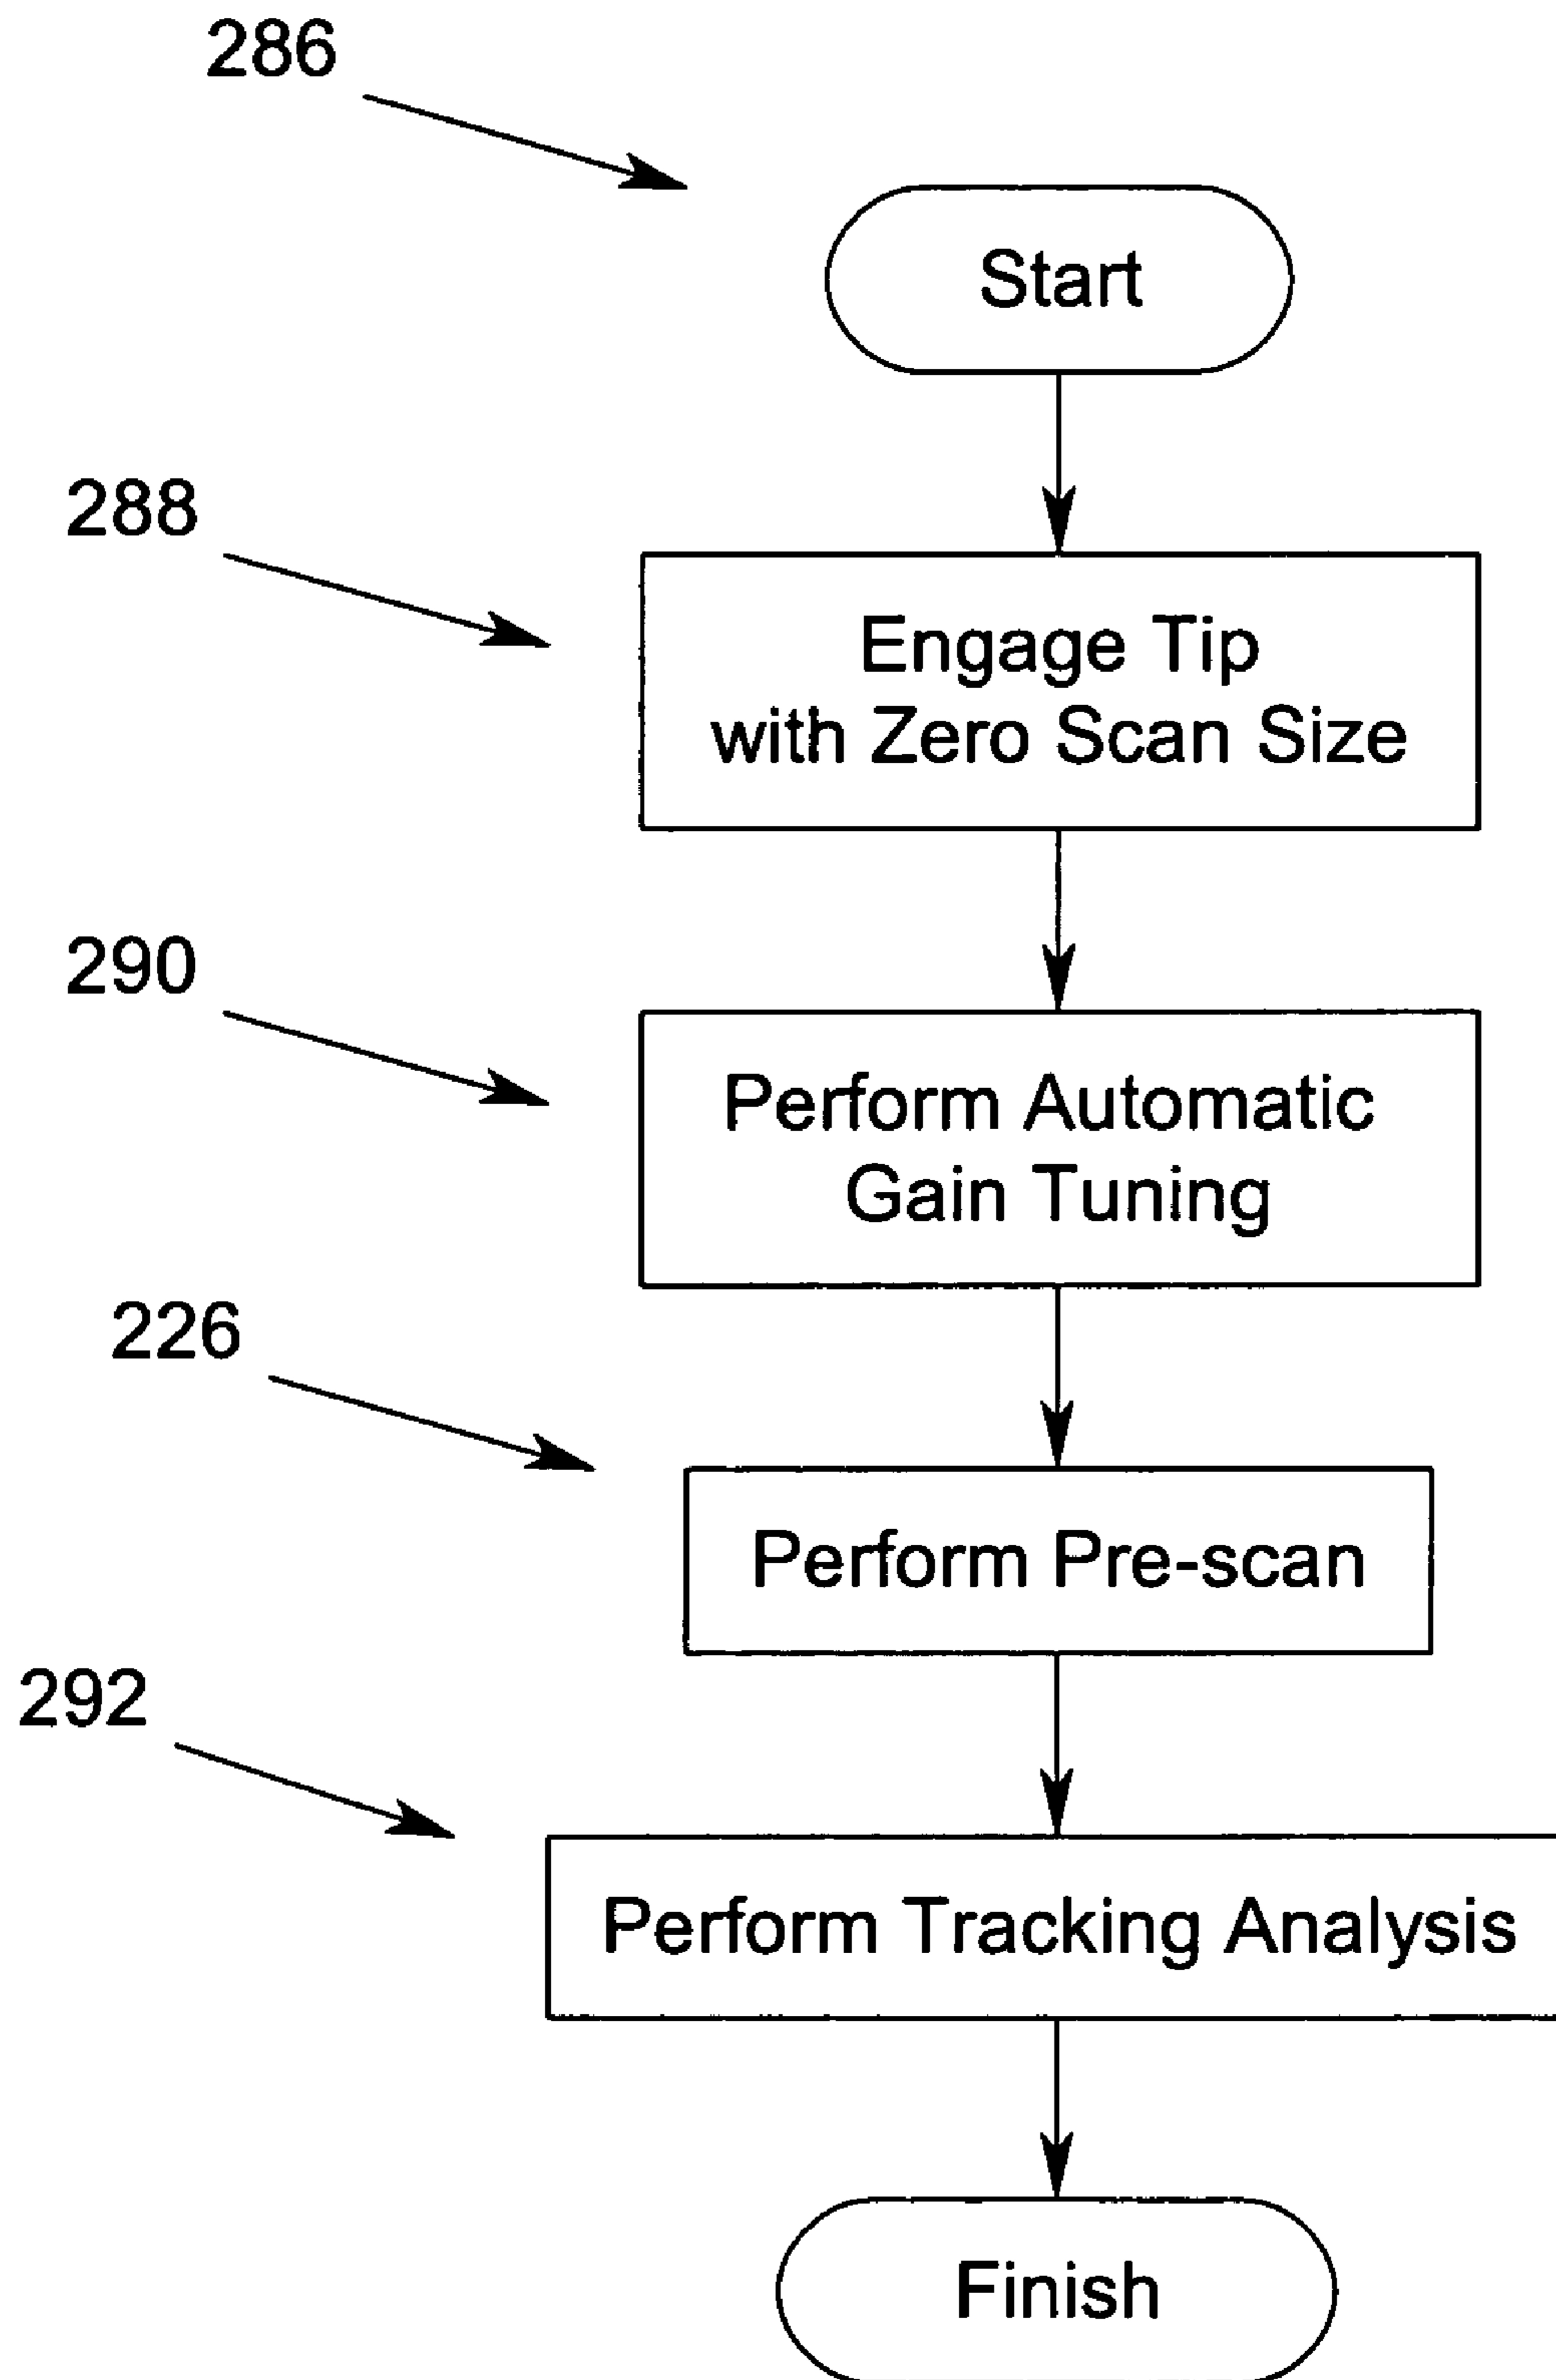 286
Start
288
Engage Tip
with Zero Scan Size
290
Perform Automatic
Gain Tuning
226
Perform Pre-scan
292
Perform Tracking Analysis
Finish